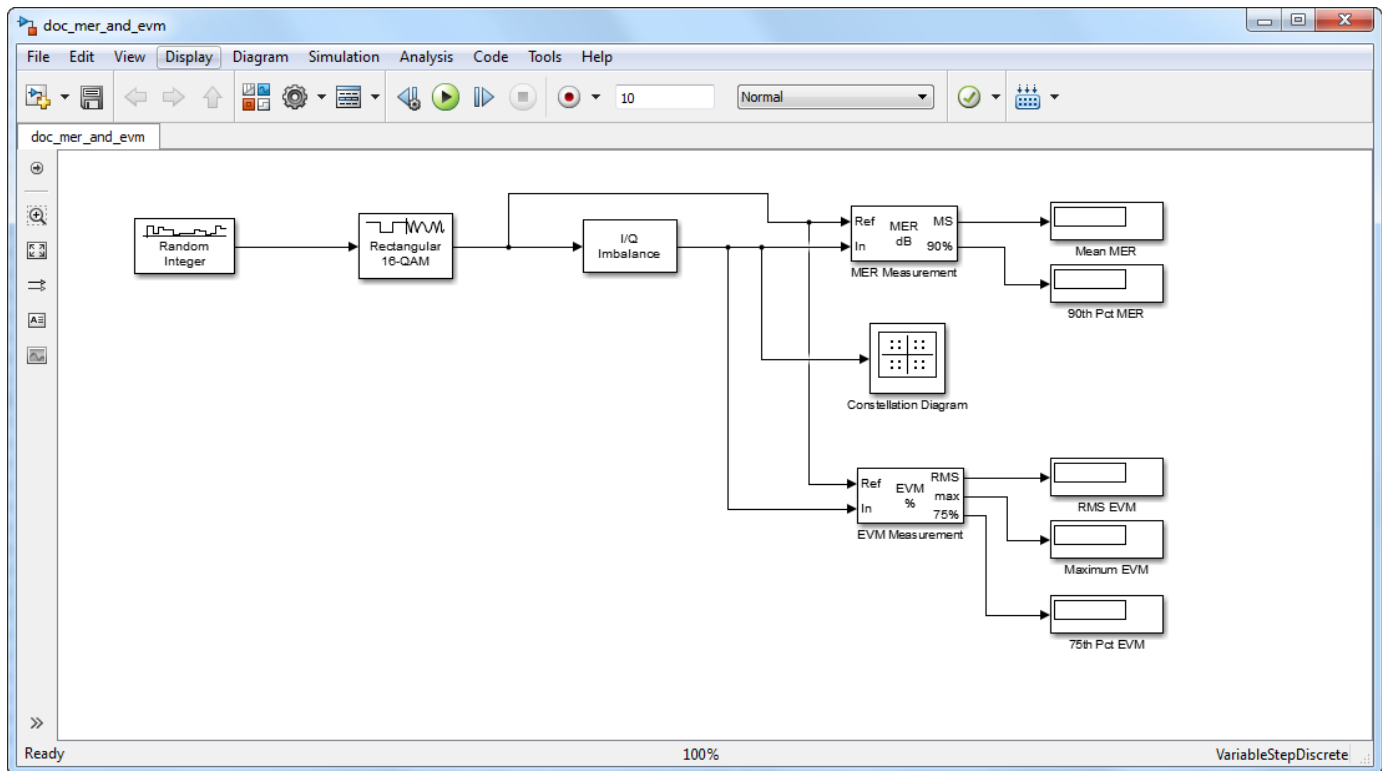 doc_mer_and_evm
File Edit View Display Diagram Simulation Analysis Code Tools Help
10 Normal
doc_mer_and_evm
Random
Integer
Rectangular
16-QAM
I/Q
Imbalance
Ref MER MS
In dB 90%
MER Measurement
Mean MER
90th Pct MER
Constellation Diagram
Ref EVM RMS
In % max
75%
EVM Measurement
RMS EVM
Maximum EVM
75th Pct EVM
Ready 100% VariableStepDiscrete